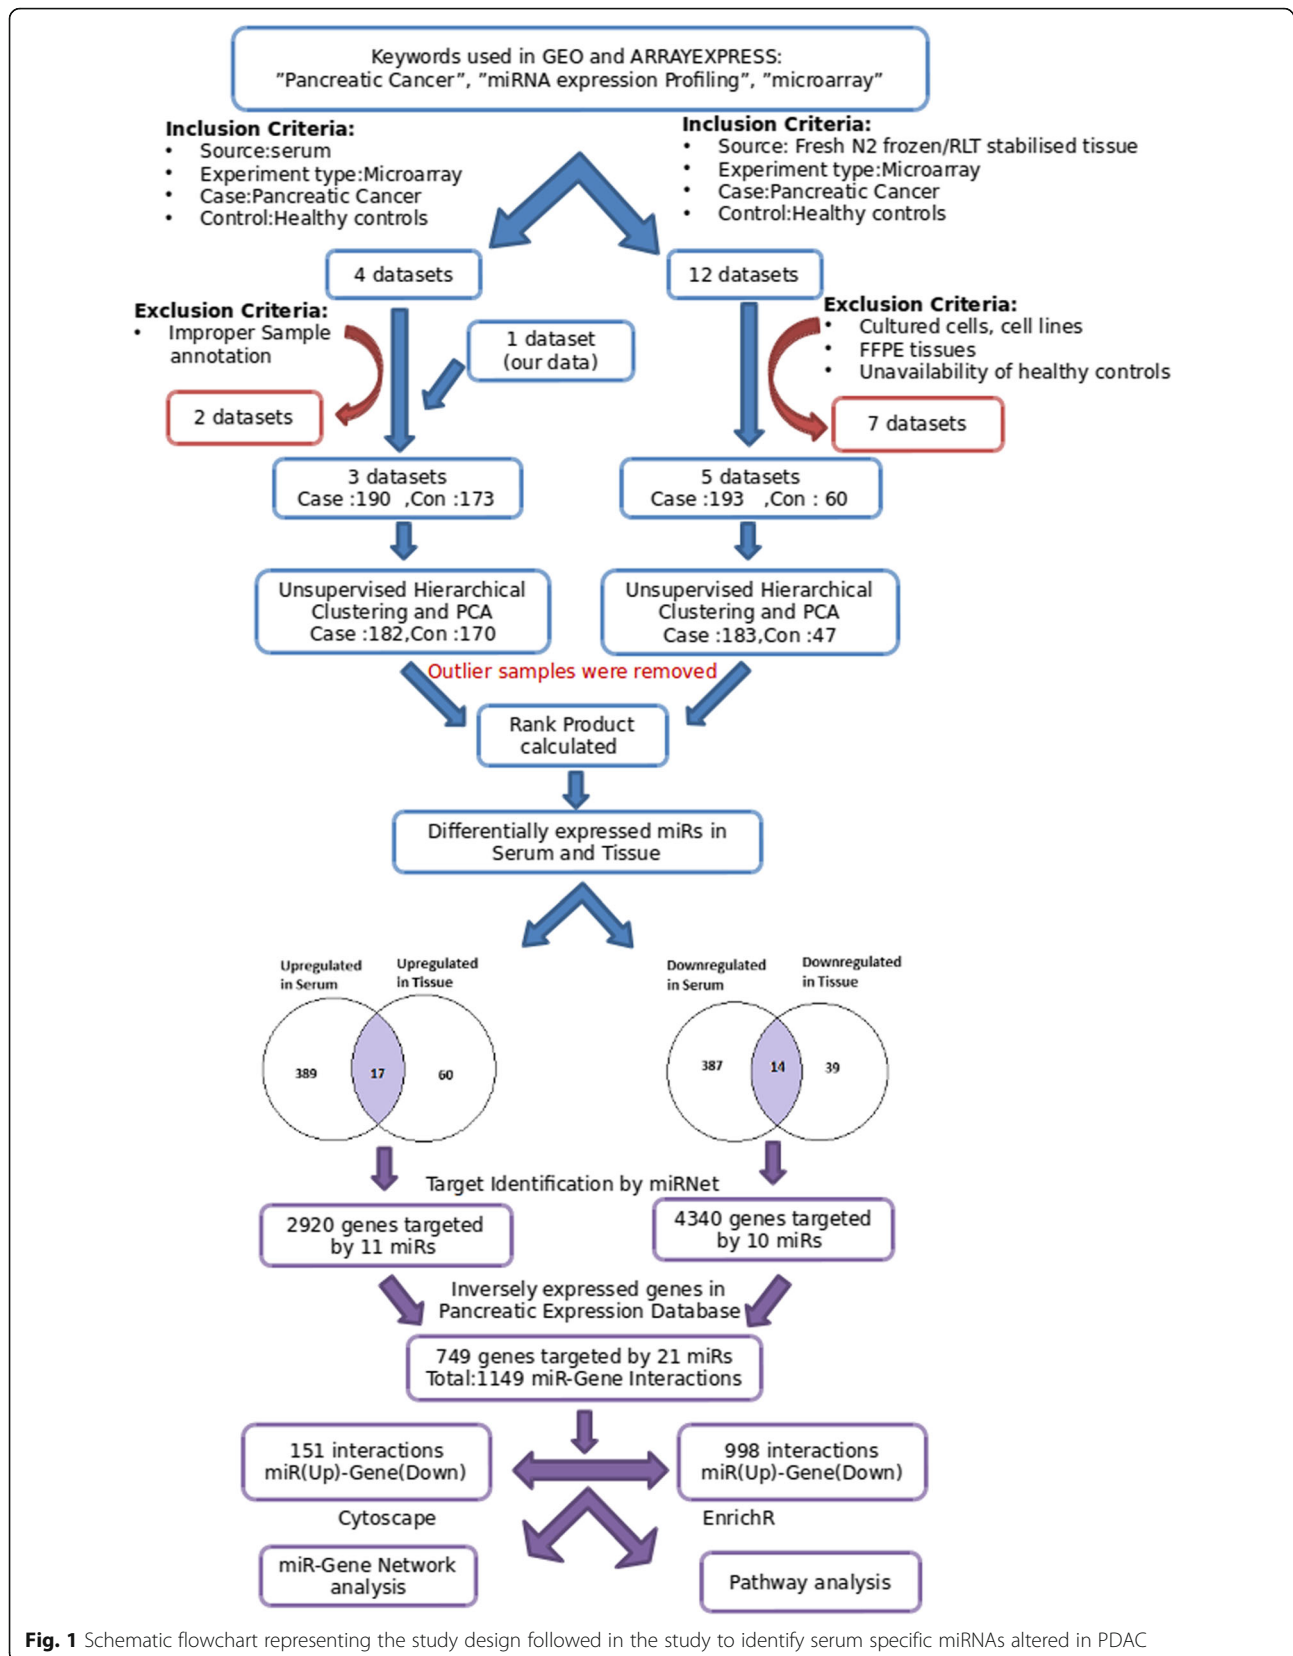 Keywords used in GEO and ARRAYEXPRESS:
"Pancreatic Cancer", "miRNA expression Profiling", "microarray"
Inclusion Criteria:
• Source:serum
• Experiment type:Microarray
• Case:Pancreatic Cancer
• Control:Healthy controls
Inclusion Criteria:
• Source: Fresh N2 frozen/RLT stabilised tissue
• Experiment type:Microarray
• Case:Pancreatic Cancer
• Control:Healthy controls
4 datasets
12 datasets
Exclusion Criteria:
• Improper Sample
annotation
1 dataset
(our data)
Exclusion Criteria:
• Cultured cells, cell lines
• FFPE tissues
• Unavailability of healthy controls
2 datasets
7 datasets
3 datasets
Case :190 ,Con :173
5 datasets
Case :193 ,Con : 60
Unsupervised Hierarchical
Clustering and PCA
Case :182,Con :170
Unsupervised Hierarchical
Clustering and PCA
Case :183,Con :47
Outlier samples were removed
Rank Product
calculated
Differentially expressed miRs in
Serum and Tissue
Upregulated
in Serum
Upregulated
in Tissue
389
17
60
Downregulated
in Serum
Downregulated
in Tissue
387
14
39
Target Identification by miRNet
2920 genes targeted
by 11 miRs
4340 genes targeted
by 10 miRs
Inversely expressed genes in
Pancreatic Expression Database
749 genes targeted by 21 miRs
Total:1149 miR-Gene Interactions
151 interactions
miR(Up)-Gene(Down)
998 interactions
miR(Up)-Gene(Down)
Cytoscape
EnrichR
miR-Gene Network
analysis
Pathway analysis
Fig. 1 Schematic flowchart representing the study design followed in the study to identify serum specific miRNAs altered in PDAC